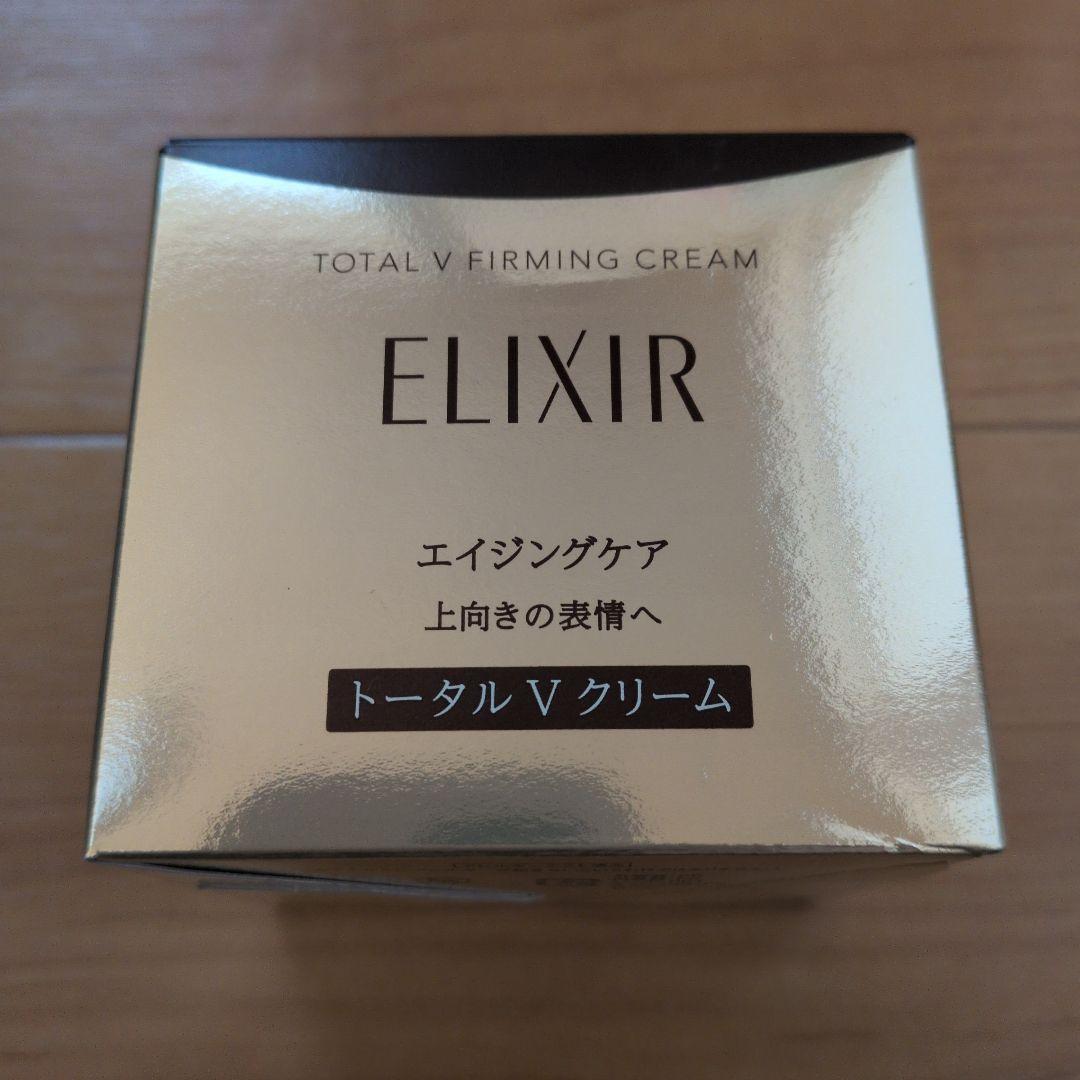 TOTAL V FIRMING CREAM
ELIXIR
エイジングケア
上向きの表情へ
トータル V クリーム